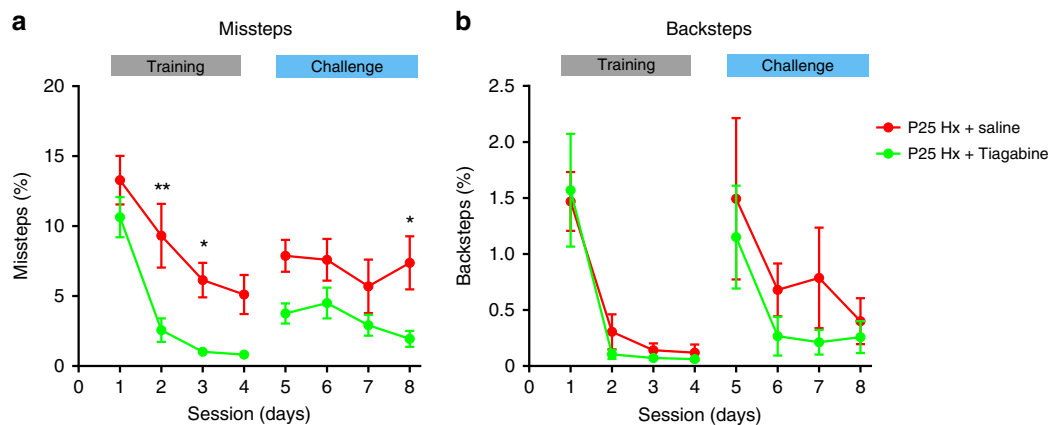 a
Missteps
Training
Challenge
20
15
10
5
0
Missteps (%)
**
*
*
0 1 2 3 4 5 6 7 8
Session (days)
b
Backsteps
Training
Challenge
2.5
2.0
1.5
1.0
0.5
0
Backsteps (%)
0 1 2 3 4 5 6 7 8
Session (days)
P25 Hx + saline
P25 Hx + Tiagabine